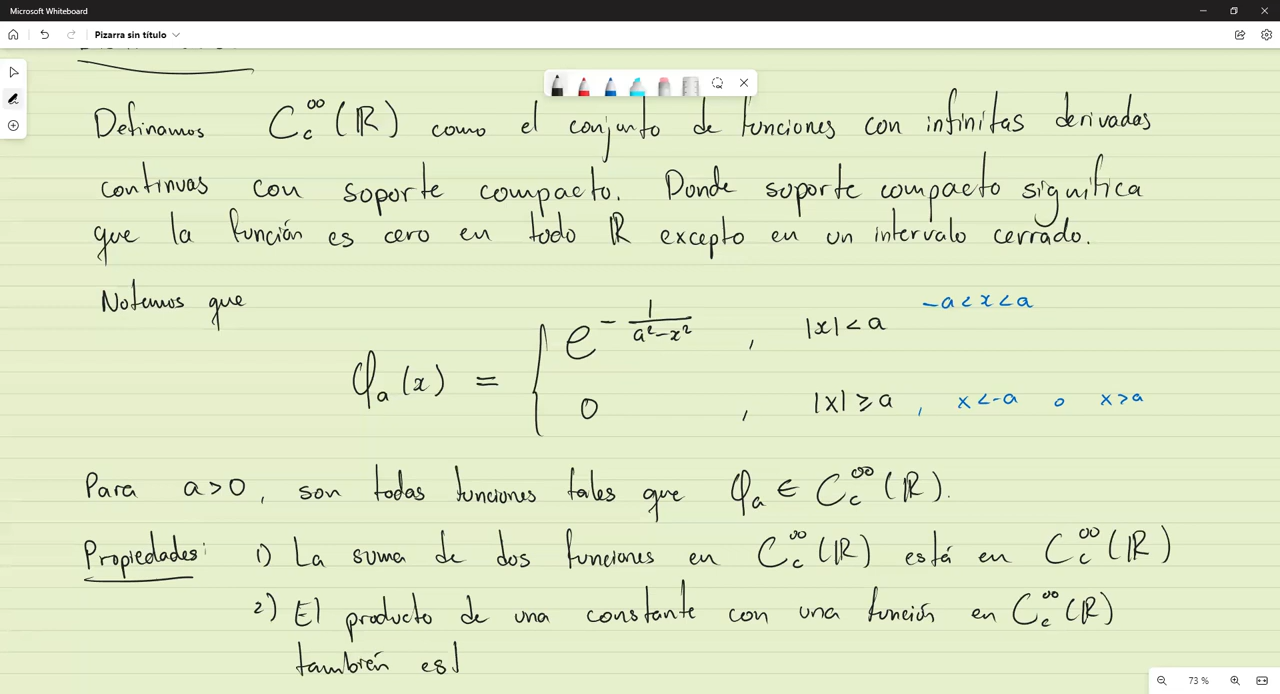 Microsoft Whiteboard
Pizarra sin título
Definamos C_c^∞(ℝ) como el conjunto de funciones con infinitas derivadas
continuas con soporte compacto. Donde soporte compacto significa
que la función es cero en todo ℝ excepto en un intervalo cerrado.
Notemos que
-a < x < a
φ_a(x) = { e^{-1/(a²-x²)} , |x| < a
0 , |x| ≥ a , x < -a o x > a
Para a > 0, son todas funciones tales que φ_a ∈ C_c^∞(ℝ).
Propiedades: 1) La suma de dos funciones en C_c^∞(ℝ) está en C_c^∞(ℝ)
2) El producto de una constante con una función en C_c^∞(ℝ)
también es
73 %